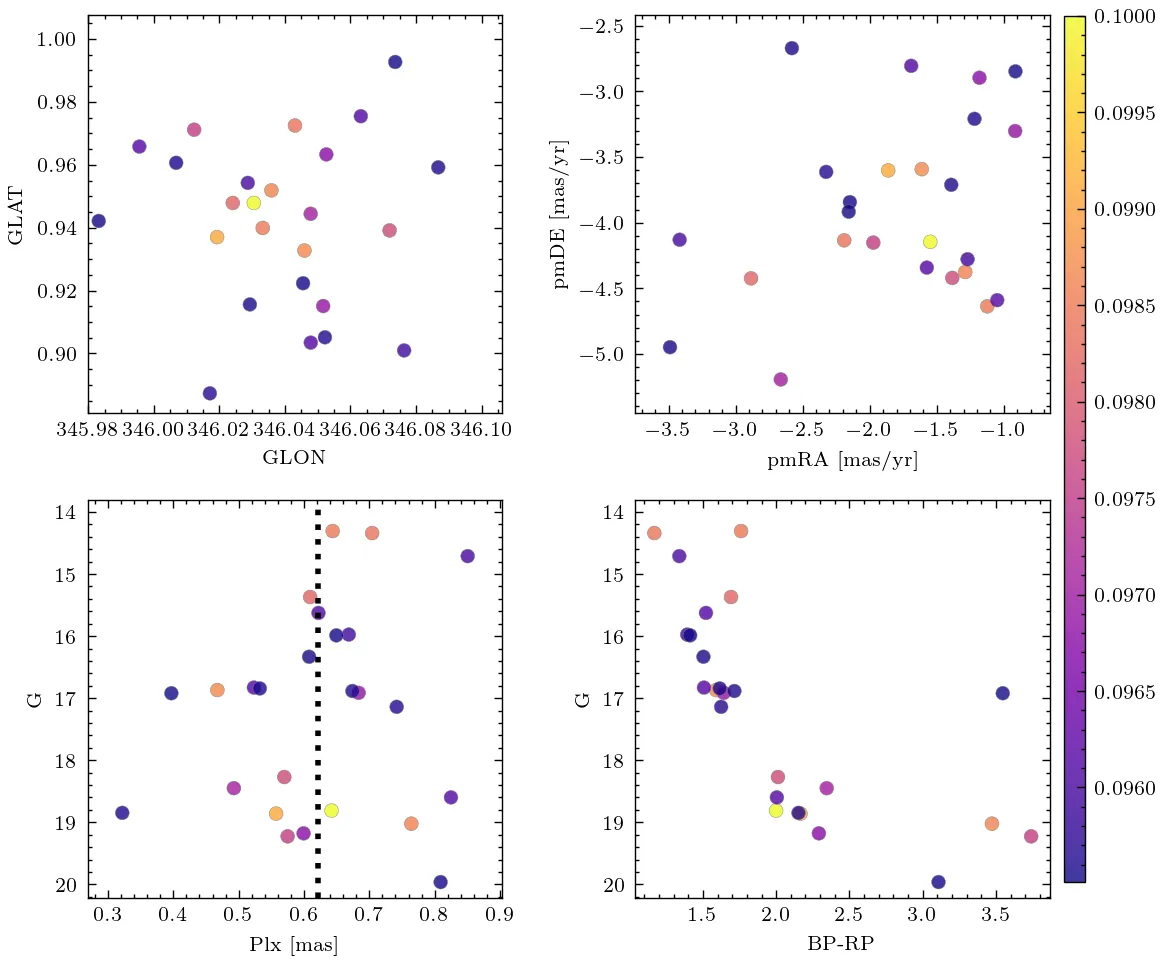 1.00
0.98
0.96
0.94
0.92
0.90
GLAT
345.98 346.00 346.02 346.04 346.06 346.08 346.10
GLON
−2.5
−3.0
−3.5
−4.0
−4.5
−5.0
pmDE [mas/yr]
−3.5 −3.0 −2.5 −2.0 −1.5 −1.0
pmRA [mas/yr]
0.1000
0.0995
0.0990
0.0985
0.0980
0.0975
0.0970
0.0965
0.0960
14
15
16
17
18
19
20
G
0.3 0.4 0.5 0.6 0.7 0.8 0.9
Plx [mas]
14
15
16
17
18
19
20
G
1.5 2.0 2.5 3.0 3.5
BP-RP